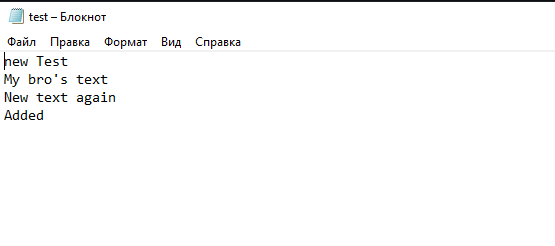 test – Блокнот
Файл Правка Формат Вид Справка
new Test
My bro's text
New text again
Added